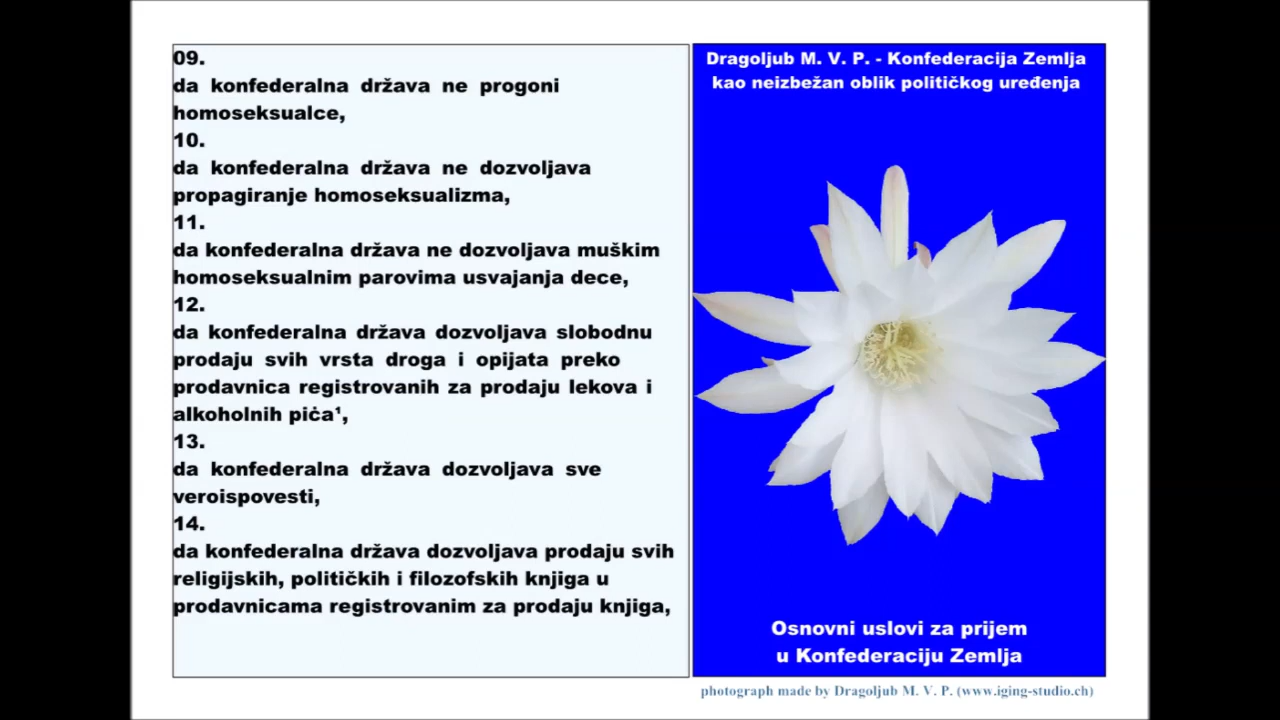 09.
da konfederalna država ne progoni
homoseksualce,
10.
da konfederalna država ne dozvoljava
propagiranje homoseksualizma,
11.
da konfederalna država ne dozvoljava muškim
homoseksualnim parovima usvajanja dece,
12.
da konfederalna država dozvoljava slobodnu
prodaju svih vrsta droga i opijata preko
prodavnica registrovanih za prodaju lekova i
alkoholnih piċa¹,
13.
da konfederalna država dozvoljava sve
veroispovesti,
14.
da konfederalna država dozvoljava prodaju svih
religijskih, političkih i filozofskih knjiga u
prodavnicama registrovanim za prodaju knjiga,
Dragoljub M. V. P. - Konfederacija Zemlja
kao neizbežan oblik političkog uređenja
Osnovni uslovi za prijem
u Konfederaciju Zemlja
photograph made by Dragoljub M. V. P. (www.iging-studio.ch)